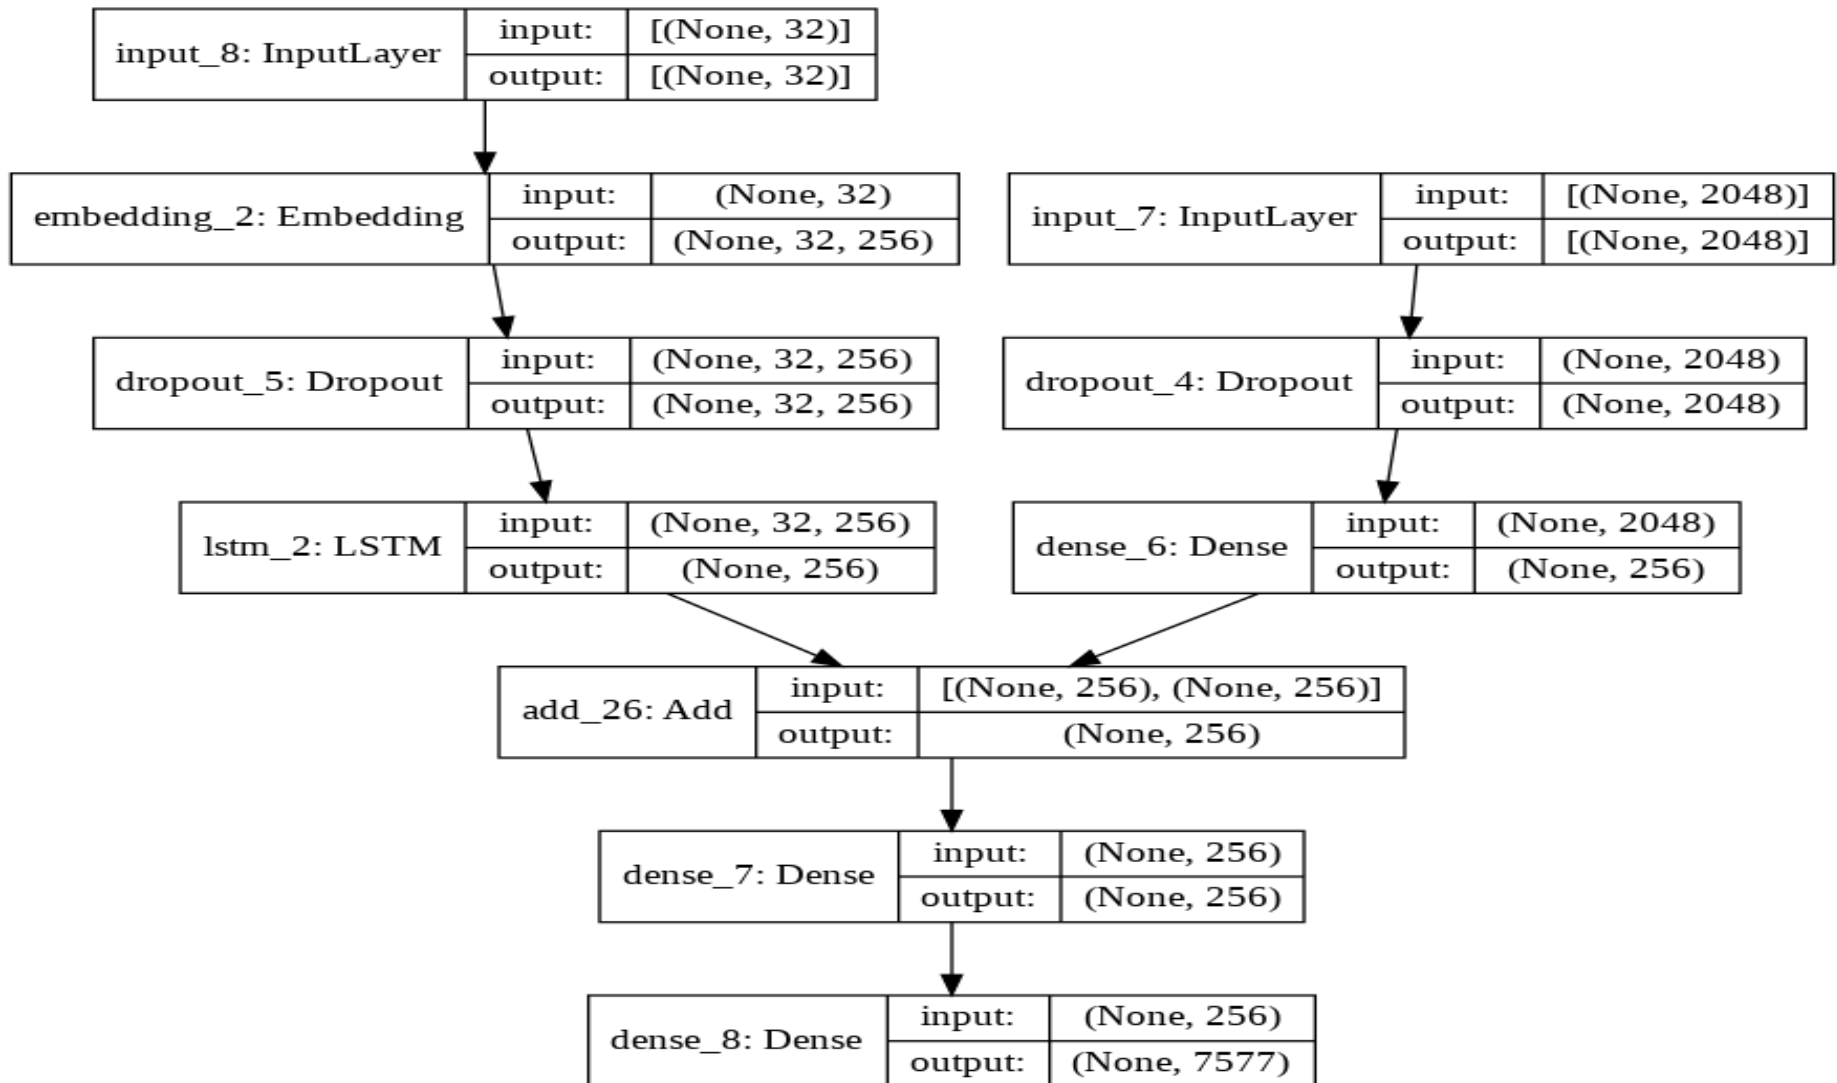 input_8: InputLayer
input: [(None, 32)]
output: [(None, 32)]
embedding_2: Embedding
input: (None, 32)
output: (None, 32, 256)
input_7: InputLayer
input: [(None, 2048)]
output: [(None, 2048)]
dropout_5: Dropout
input: (None, 32, 256)
output: (None, 32, 256)
dropout_4: Dropout
input: (None, 2048)
output: (None, 2048)
lstm_2: LSTM
input: (None, 32, 256)
output: (None, 256)
dense_6: Dense
input: (None, 2048)
output: (None, 256)
add_26: Add
input: [(None, 256), (None, 256)]
output: (None, 256)
dense_7: Dense
input: (None, 256)
output: (None, 256)
dense_8: Dense
input: (None, 256)
output: (None, 7577)